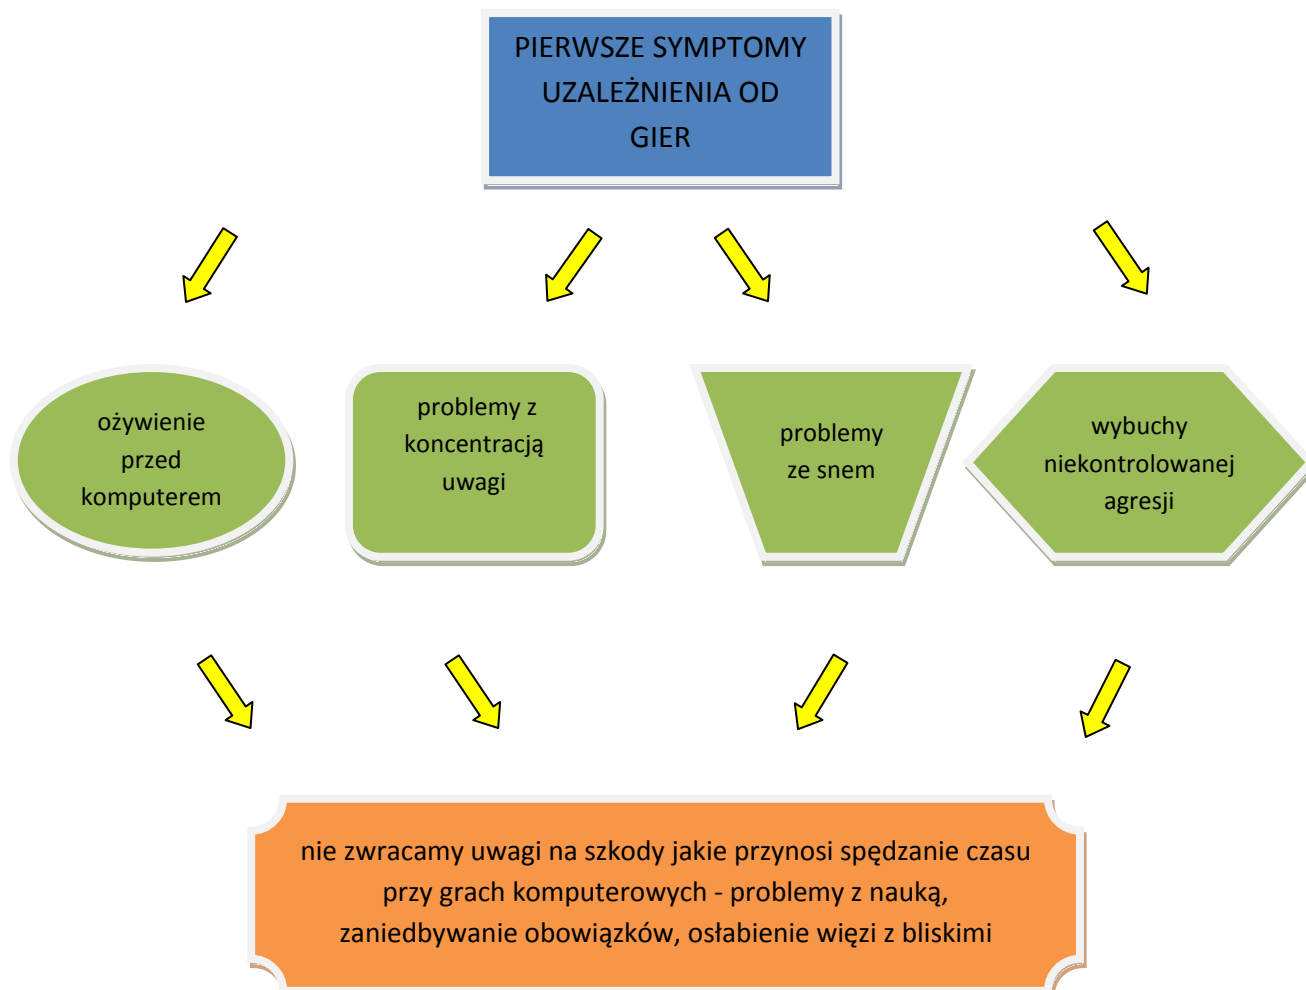 PIERWSZE SYMPTOMY
UZALEŻNIENIA OD
GIER
ożywienie
przed
komputerem
problemy z
koncentracją
uwagi
problemy
ze snem
wybuchy
niekontrolowanej
agresji
nie zwracamy uwagi na szkody jakie przynosi spędzanie czasu
przy grach komputerowych - problemy z nauką,
zaniedbywanie obowiązków, osłabienie więzi z bliskimi